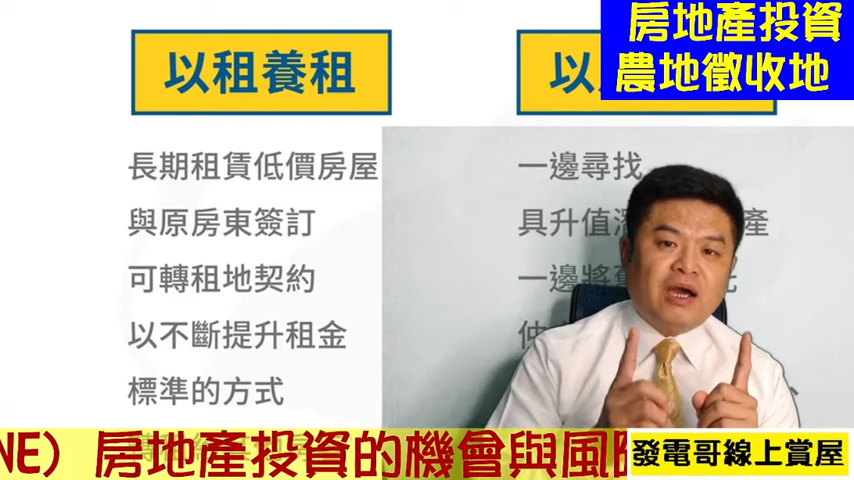 房地產投資
農地徵收地
以租養租
以
長期租賃低價房屋
與原房東簽訂
可轉租地契約
以不斷提升租金
標準的方式
一邊尋找
具升值
產
一邊將
NE）房地產投資的機會與風
發電哥線上賞屋